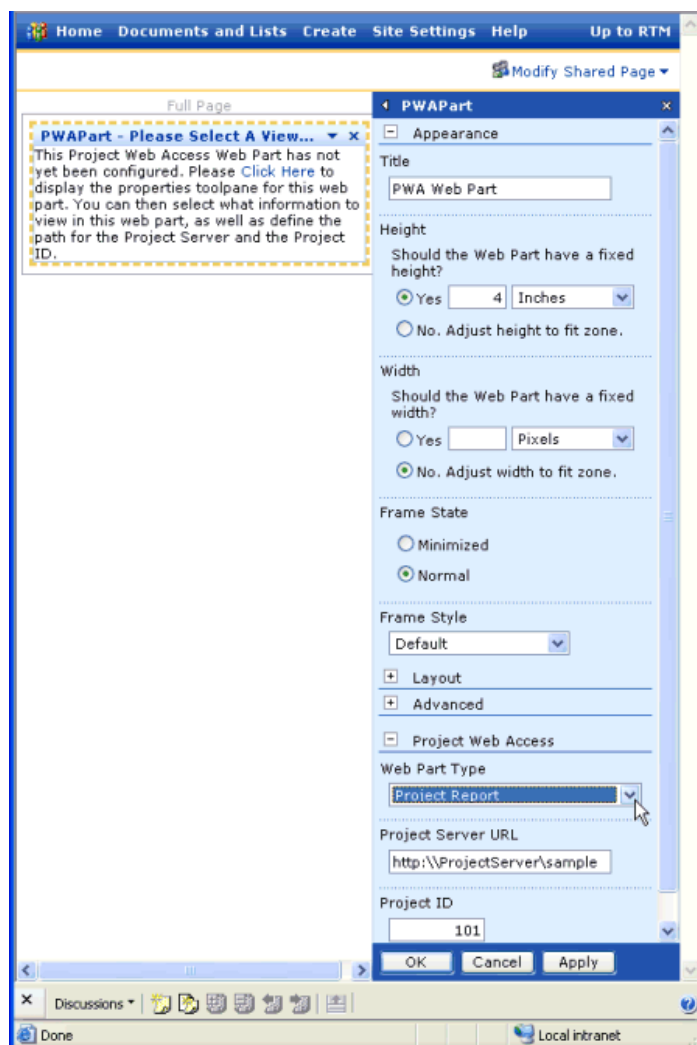 Home Documents and Lists Create Site Settings Help Up to RTM
Modify Shared Page
Full Page
PWAPart - Please Select A View...
This Project Web Access Web Part has not
yet been configured. Please Click Here to
display the properties toolpane for this web
part. You can then select what information to
view in this web part, as well as define the
path for the Project Server and the Project
ID.
PWAPart
Appearance
Title
PWA Web Part
Height
Should the Web Part have a fixed
height?
Yes 4 Inches
No. Adjust height to fit zone.
Width
Should the Web Part have a fixed
width?
Yes Pixels
No. Adjust width to fit zone.
Frame State
Minimized
Normal
Frame Style
Default
Layout
Advanced
Project Web Access
Web Part Type
Project Report
Project Server URL
http:\\ProjectServer\sample
Project ID
101
OK Cancel Apply
Discussions
Done Local intranet